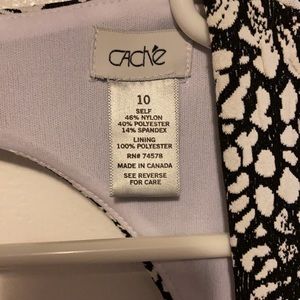 CACHÉ
10
SELF
46% NYLON
40% POLYESTER
14% SPANDEX
LINING
100% POLYESTER
RN# 74578
MADE IN CANADA
SEE REVERSE
FOR CARE